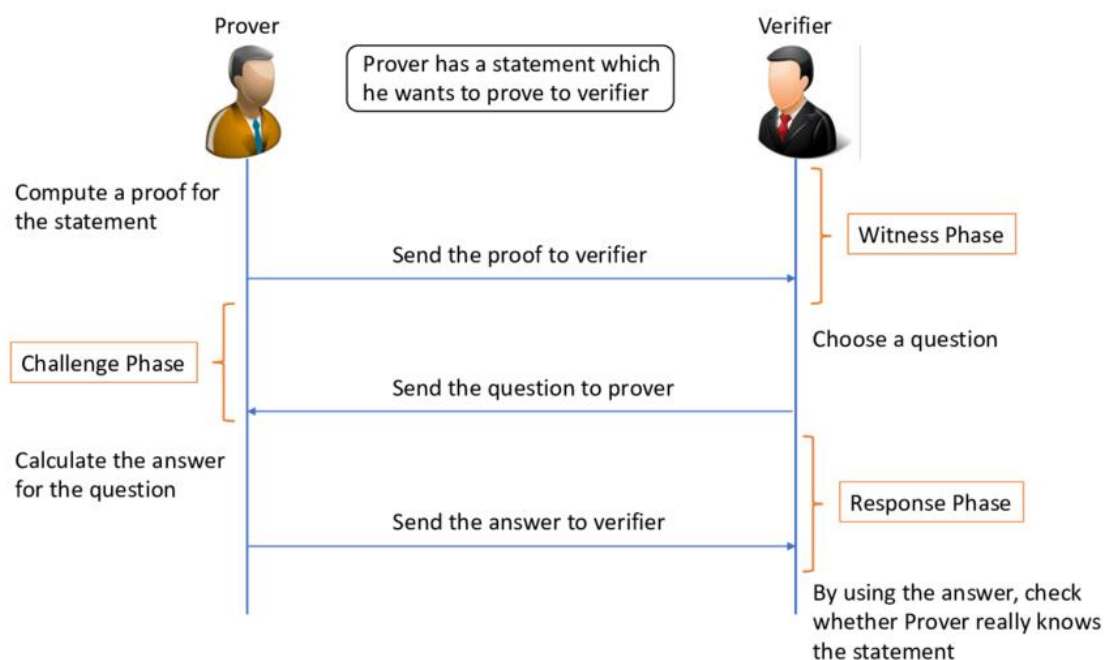 Prover
Verifier
Prover has a statement which
he wants to prove to verifier
Compute a proof for
the statement
Witness Phase
Send the proof to verifier
Choose a question
Challenge Phase
Send the question to prover
Calculate the answer
for the question
Response Phase
Send the answer to verifier
By using the answer, check
whether Prover really knows
the statement